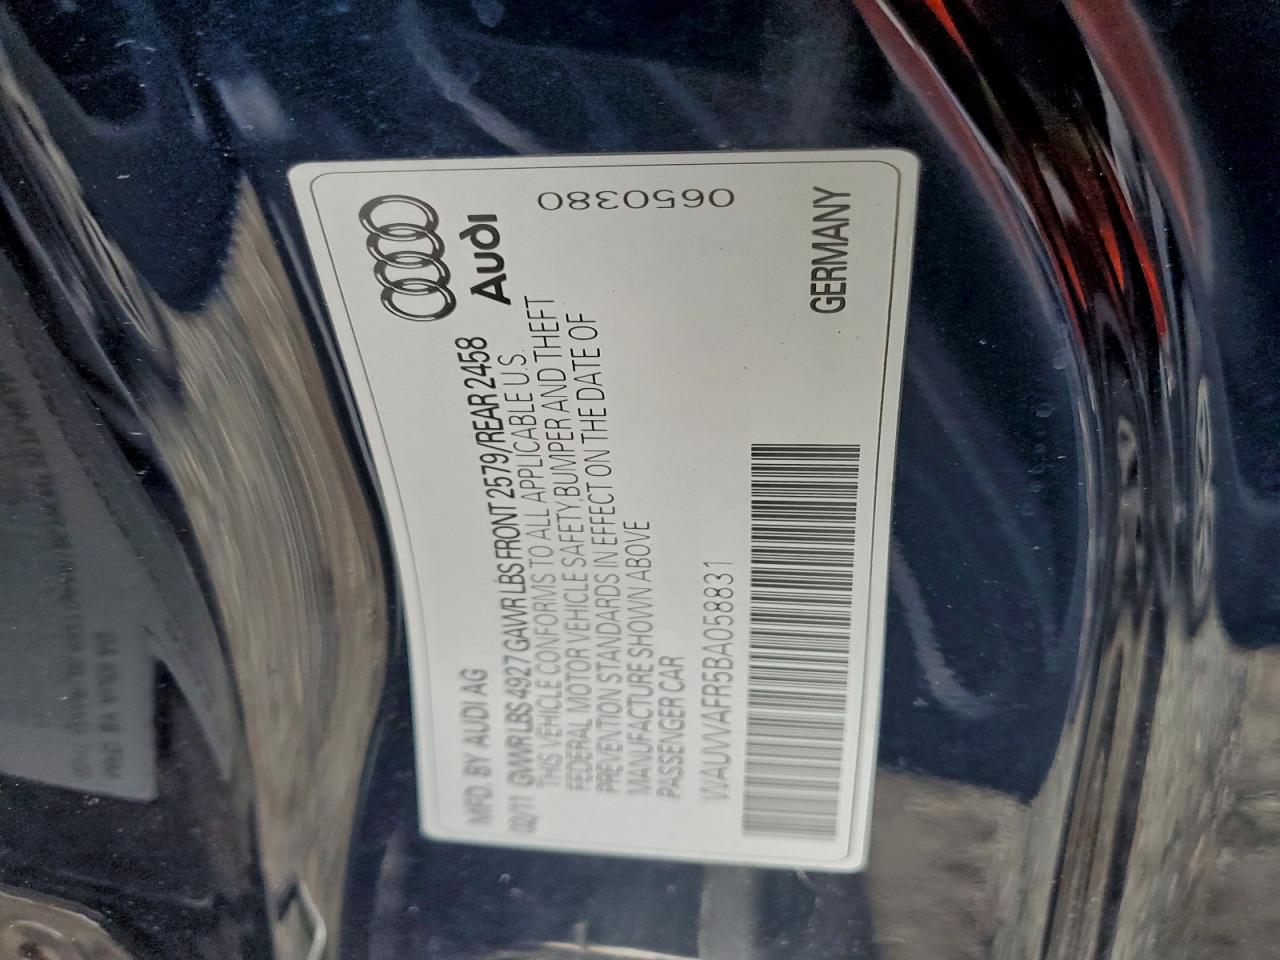 MFD. BY AUDI AG
02/11 GVWR LBS 4927 GAWR LBS FRONT 2579/REAR 2458
THIS VEHICLE CONFORMS TO ALL APPLICABLE U.S.
FEDERAL MOTOR VEHICLE SAFETY, BUMPER AND THEFT
PREVENTION STANDARDS IN EFFECT ON THE DATE OF
MANUFACTURE SHOWN ABOVE
PASSENGER CAR
WAUWAFR5BA058831
Audi
0650380
GERMANY